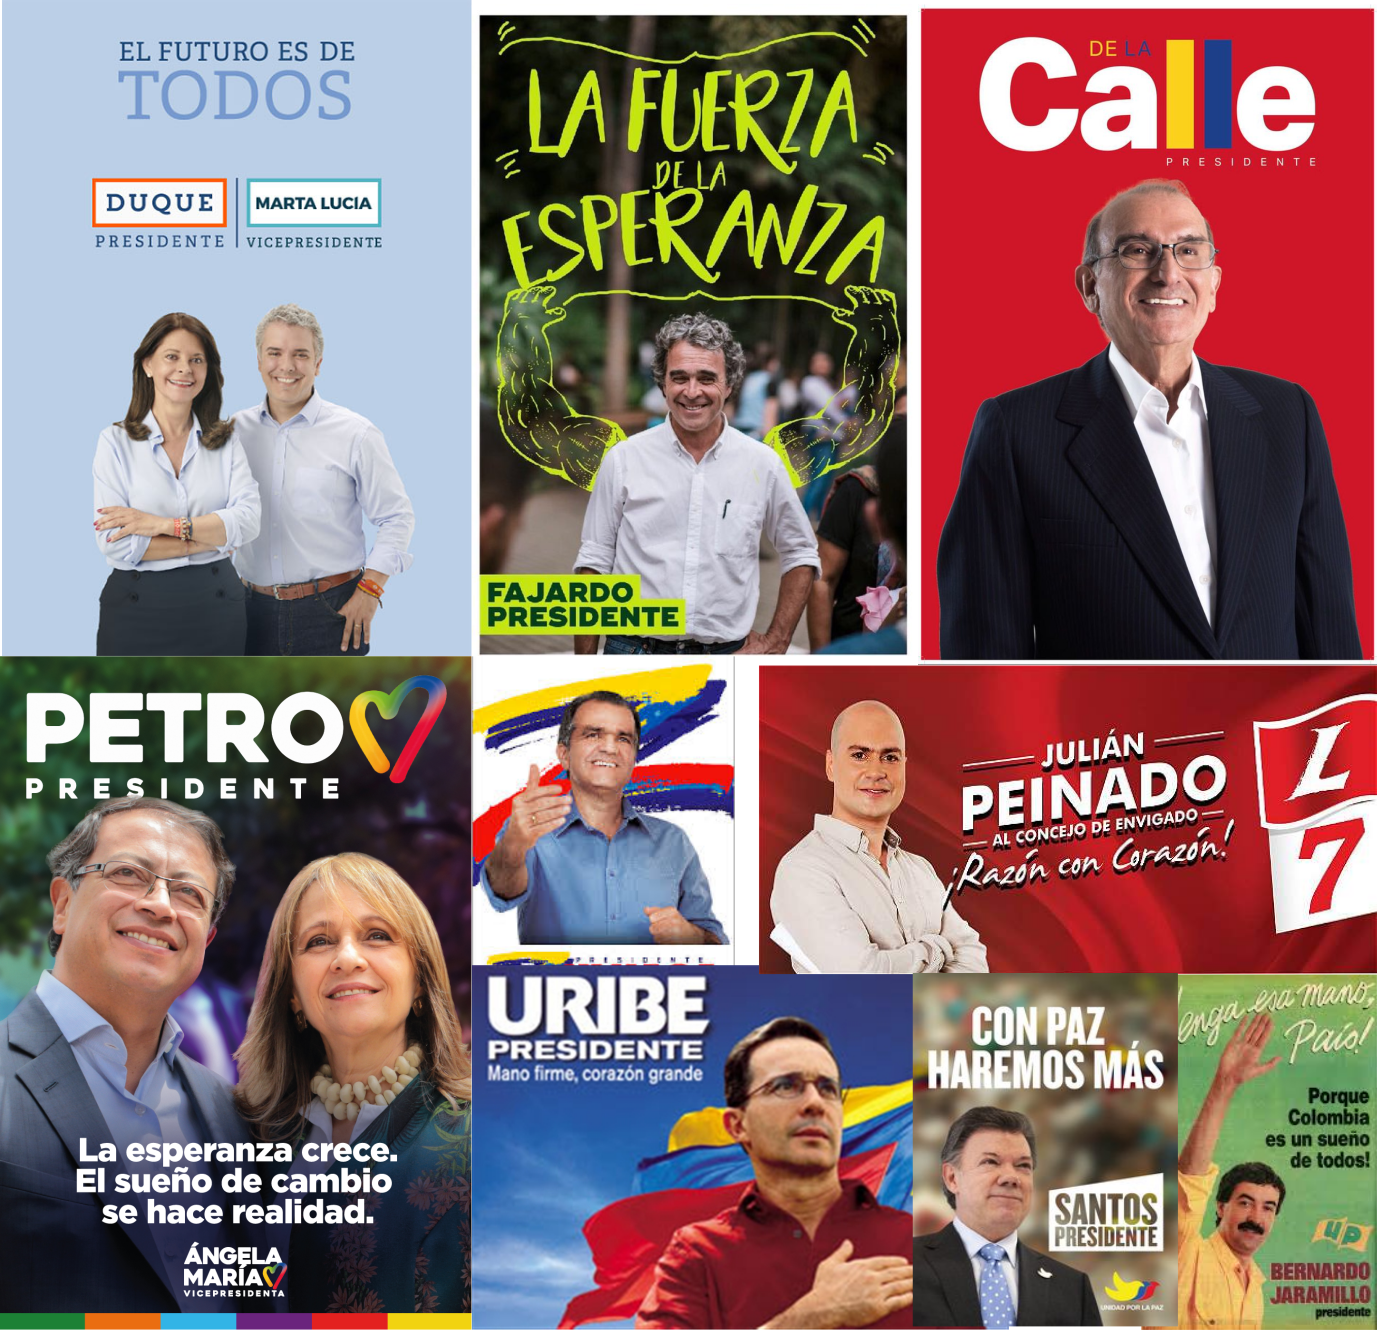 EL FUTURO ES DE
TODOS
DUQUE
PRESIDENTE
MARTA LUCIA
VICEPRESIDENTE
LA FUERZA
DE LA
ESPERANZA
FAJARDO
PRESIDENTE
DE LA
Calle
PRESIDENTE
PETRO
PRESIDENTE
La esperanza crece.
El sueño de cambio
se hace realidad.
ÁNGELA
MARÍA
VICEPRESIDENTA
PRESIDENTE
JULIÁN
PEINADO
AL CONCEJO DE ENVIGADO
¡Razón con Corazón!
L
7
URIBE
PRESIDENTE
Mano firme, corazón grande
CON PAZ
HAREMOS MÁS
SANTOS
PRESIDENTE
UNIDAD POR LA PAZ
enga esa mano,
País!
Porque
Colombia
es un sueño
de todos!
UP
BERNARDO
JARAMILLO
presidente